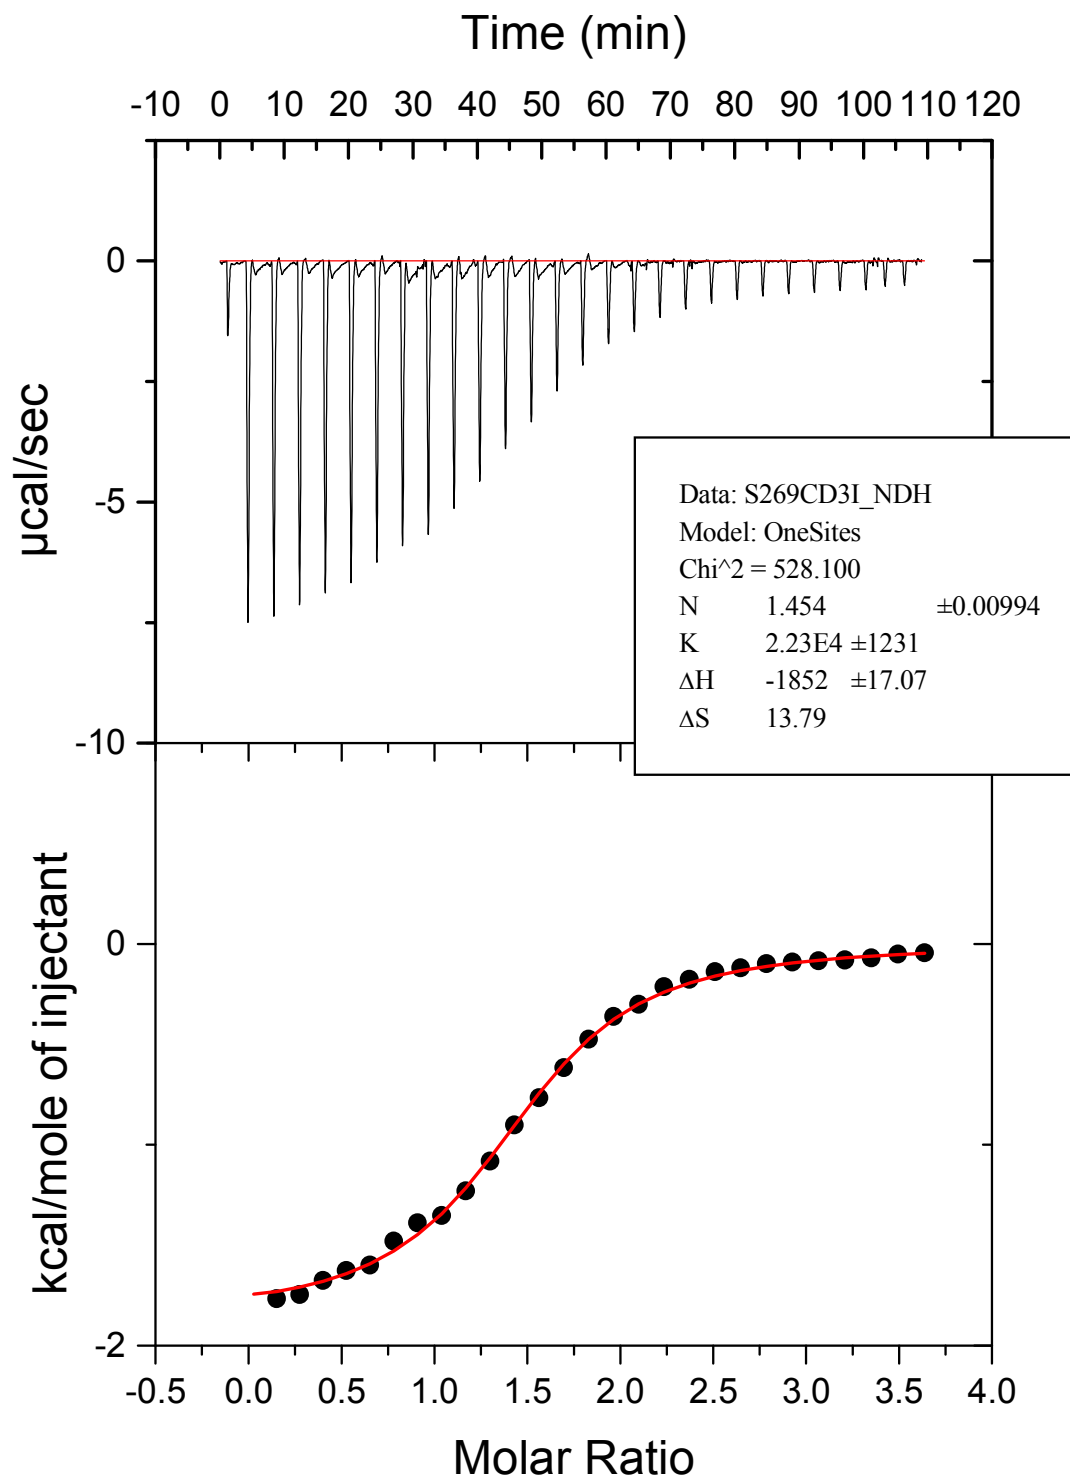 Time (min)
-10 0 10 20 30 40 50 60 70 80 90 100 110 120
0
-5
-10
µcal/sec
Data: S269CD3I_NDH
Model: OneSites
Chi^2 = 528.100
N 1.454 ±0.00994
K 2.23E4 ±1231
ΔH -1852 ±17.07
ΔS 13.79
0
-2
kcal/mole of injectant
-0.5 0.0 0.5 1.0 1.5 2.0 2.5 3.0 3.5 4.0
Molar Ratio